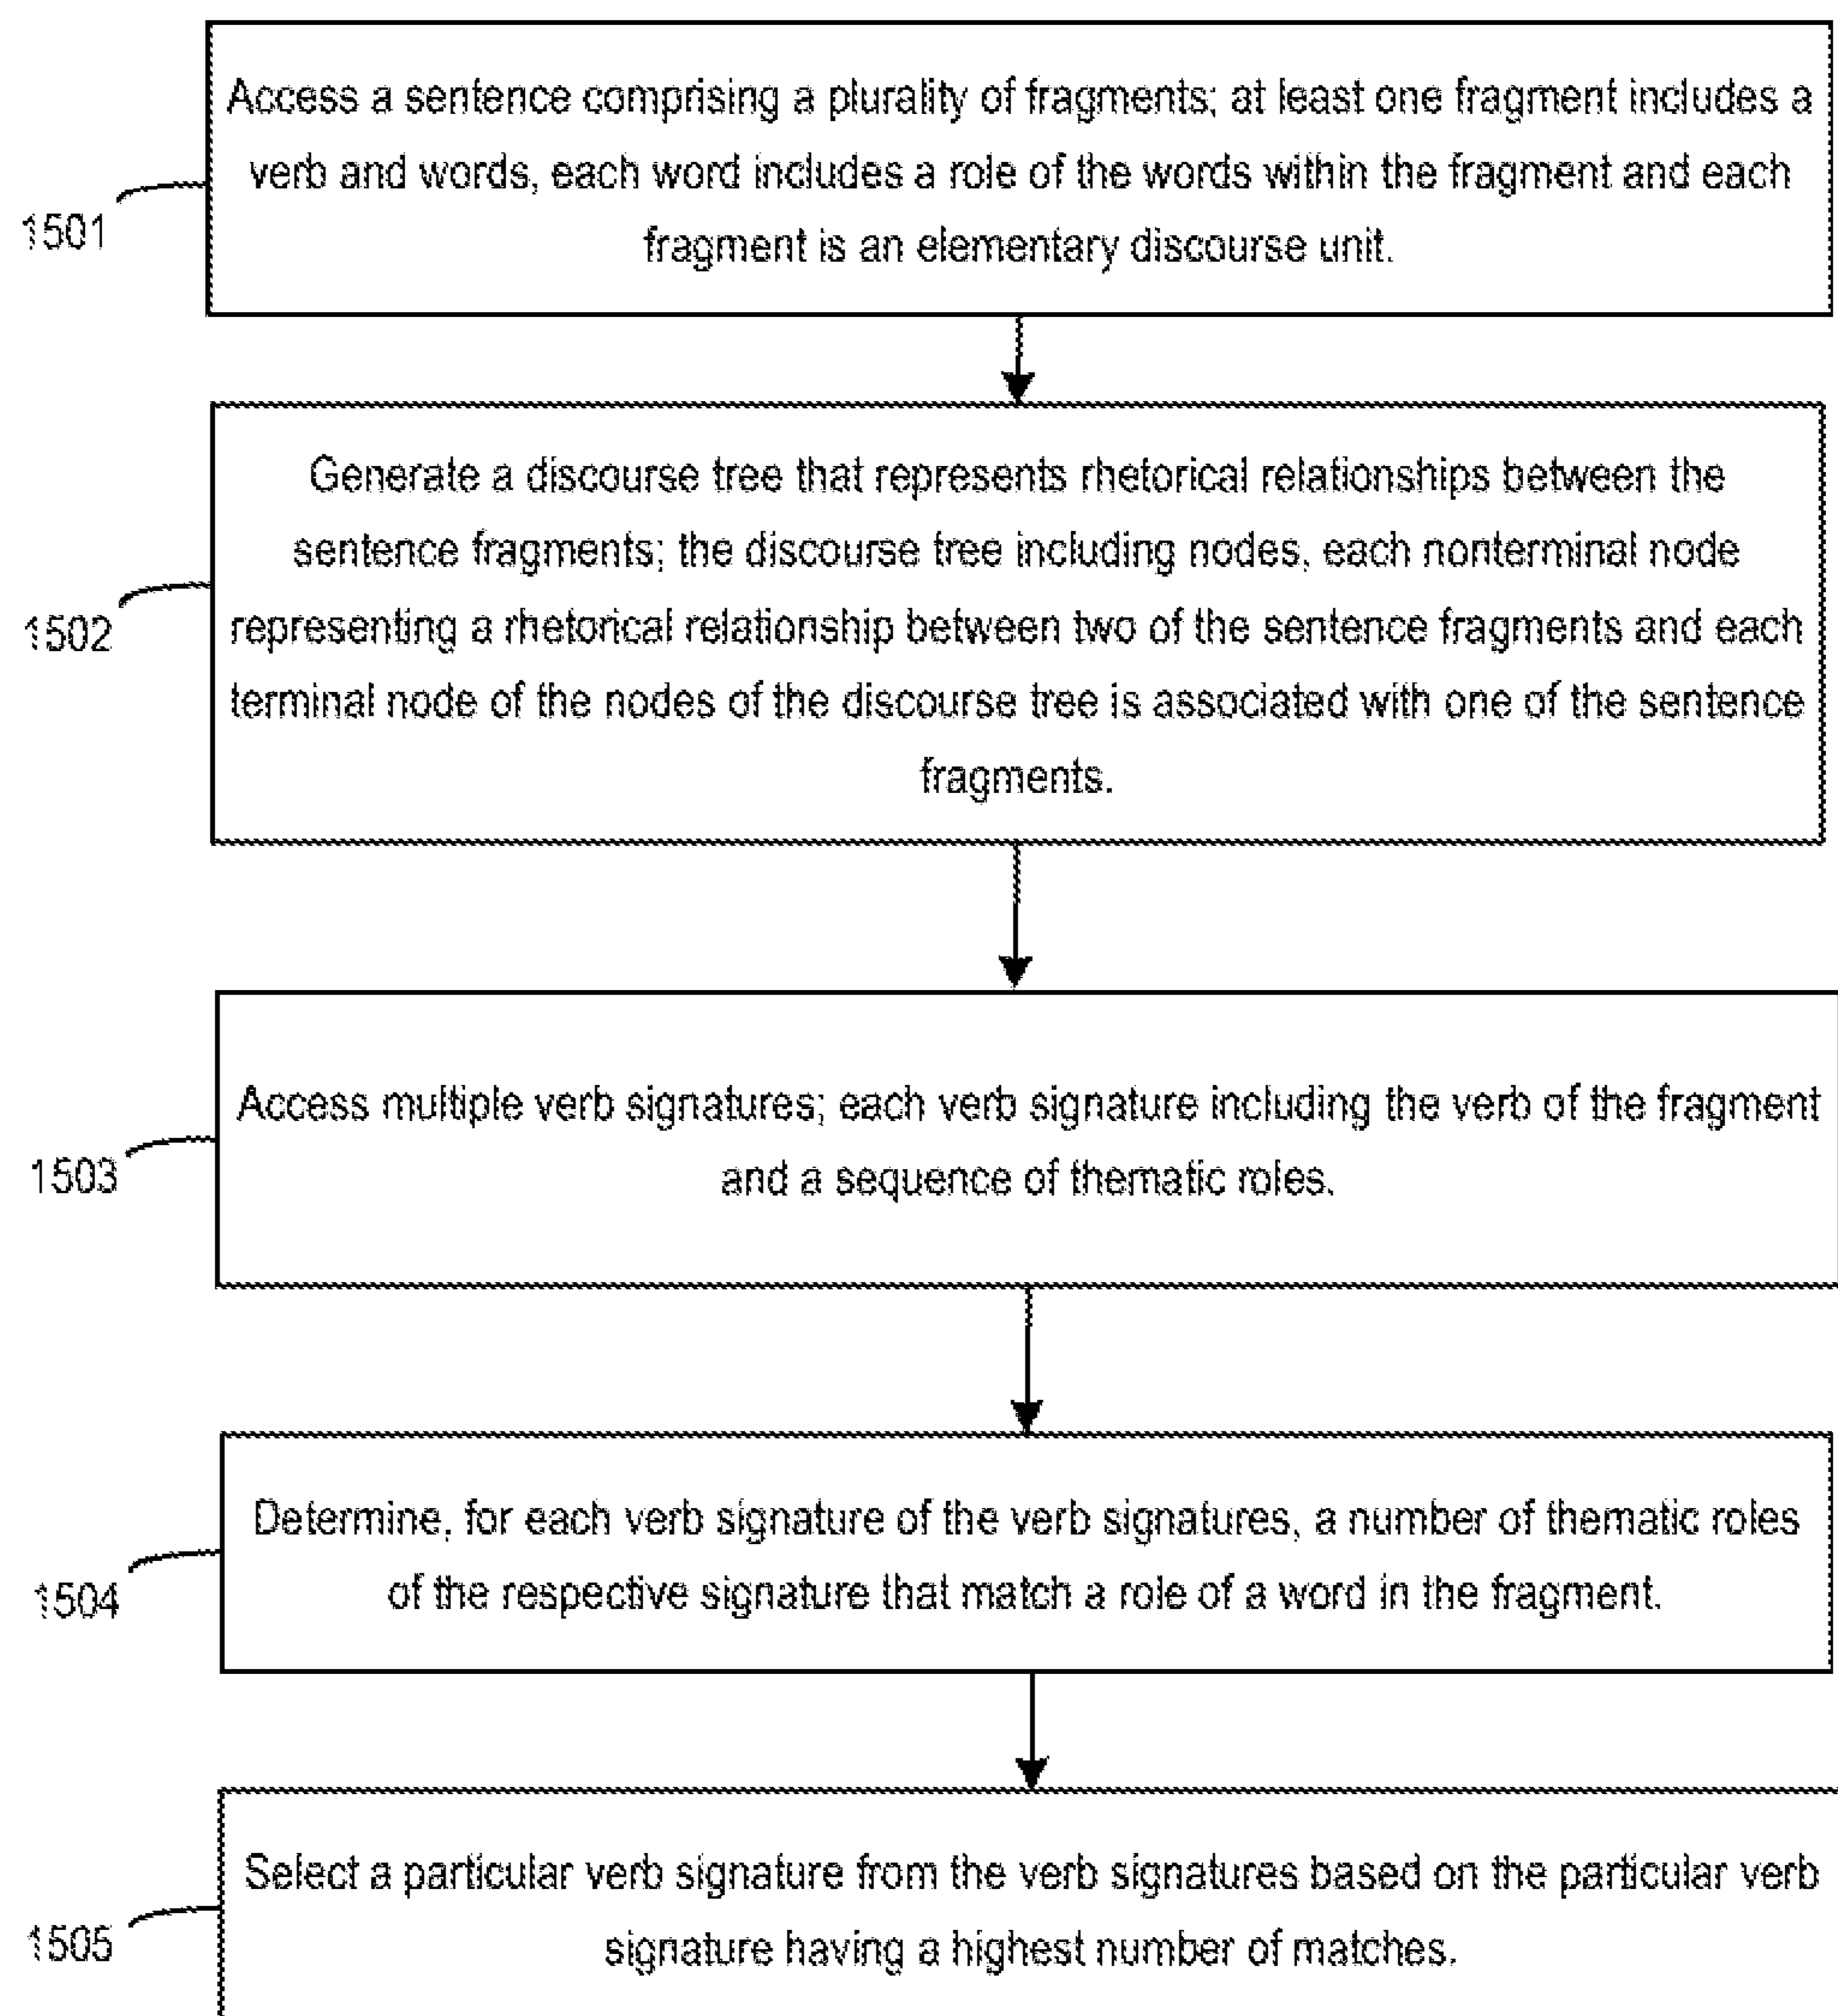 Access a sentence comprising a plurality of fragments; at least one fragment includes a
verb and words, each word includes a role of the words within the fragment and each
fragment is an elementary discourse unit.
1501
Generate a discourse tree that represents rhetorical relationships between the
sentence fragments; the discourse tree including nodes, each nonterminal node
representing a rhetorical relationship between two of the sentence fragments and each
terminal node of the nodes of the discourse tree is associated with one of the sentence
fragments.
1502
Access multiple verb signatures; each verb signature including the verb of the fragment
and a sequence of thematic roles.
1503
Determine, for each verb signature of the verb signatures, a number of thematic roles
of the respective signature that match a role of a word in the fragment.
1504
Select a particular verb signature from the verb signatures based on the particular verb
signature having a highest number of matches.
1505